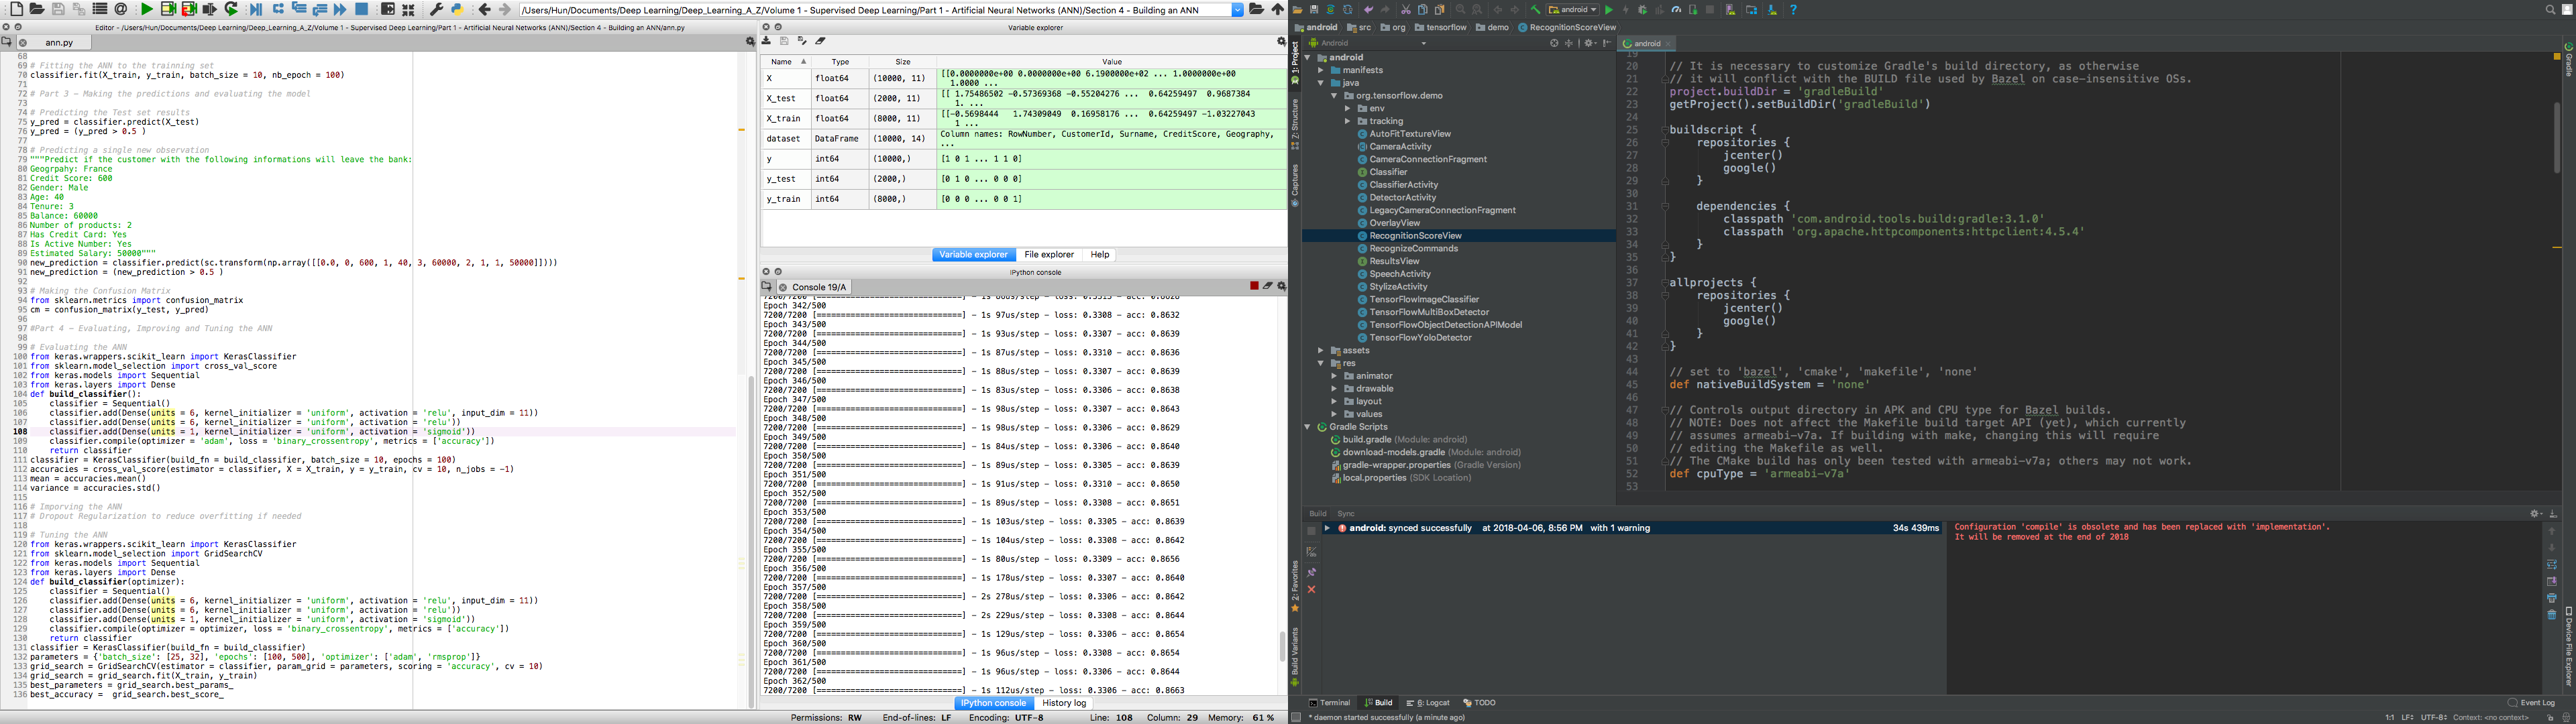 /Users/Hun/Documents/Deep Learning/Deep_Learning_A_Z/Volume 1 - Supervised Deep Learning/Part 1 - Artificial Neural Networks (ANN)/Section 4 - Building an ANN
Editor - /Users/Hun/Documents/Deep Learning/Deep_Learning_A_Z/Volume 1 - Supervised Deep Learning/Part 1 - Artificial Neural Networks (ANN)/Section 4 - Building an ANN/ann.py
ann.py
68
69 # Fitting the ANN to the trainning set
70 classifier.fit(X_train, y_train, batch_size = 10, nb_epoch = 100)
71
72 # Part 3 - Making the predictions and evaluating the model
73
74 # Predicting the Test set results
75 y_pred = classifier.predict(X_test)
76 y_pred = (y_pred > 0.5 )
77
78 # Predicting a single new observation
79 """Predict if the customer with the following informations will leave the bank:
80 Geogrpahy: France
81 Credit Score: 600
82 Gender: Male
83 Age: 40
84 Tenure: 3
85 Balance: 60000
86 Number of products: 2
87 Has Credit Card: Yes
88 Is Active Number: Yes
89 Estimated Salary: 50000"""
90 new_prediction = classifier.predict(sc.transform(np.array([[0.0, 0, 600, 1, 40, 3, 60000, 2, 1, 1, 50000]])))
91 new_prediction = (new_prediction > 0.5 )
92
93 # Making the Confusion Matrix
94 from sklearn.metrics import confusion_matrix
95 cm = confusion_matrix(y_test, y_pred)
96
97 #Part 4 - Evaluating, Improving and Tuning the ANN
98
99 # Evaluating the ANN
100 from keras.wrappers.scikit_learn import KerasClassifier
101 from sklearn.model_selection import cross_val_score
102 from keras.models import Sequential
103 from keras.layers import Dense
104 def build_classifier():
105 classifier = Sequential()
106 classifier.add(Dense(units = 6, kernel_initializer = 'uniform', activation = 'relu', input_dim = 11))
107 classifier.add(Dense(units = 6, kernel_initializer = 'uniform', activation = 'relu'))
108 classifier.add(Dense(units = 1, kernel_initializer = 'uniform', activation = 'sigmoid'))
109 classifier.compile(optimizer = 'adam', loss = 'binary_crossentropy', metrics = ['accuracy'])
110 return classifier
111 classifier = KerasClassifier(build_fn = build_classifier, batch_size = 10, epochs = 100)
112 accuracies = cross_val_score(estimator = classifier, X = X_train, y = y_train, cv = 10, n_jobs = -1)
113 mean = accuracies.mean()
114 variance = accuracies.std()
115
116 # Imporving the ANN
117 # Dropout Regularization to reduce overfitting if needed
118
119 # Tuning the ANN
120 from keras.wrappers.scikit_learn import KerasClassifier
121 from sklearn.model_selection import GridSearchCV
122 from keras.models import Sequential
123 from keras.layers import Dense
124 def build_classifier(optimizer):
125 classifier = Sequential()
126 classifier.add(Dense(units = 6, kernel_initializer = 'uniform', activation = 'relu', input_dim = 11))
127 classifier.add(Dense(units = 6, kernel_initializer = 'uniform', activation = 'relu'))
128 classifier.add(Dense(units = 1, kernel_initializer = 'uniform', activation = 'sigmoid'))
129 classifier.compile(optimizer = optimizer, loss = 'binary_crossentropy', metrics = ['accuracy'])
130 return classifier
131 classifier = KerasClassifier(build_fn = build_classifier)
132 parameters = {'batch_size': [25, 32], 'epochs': [100, 500], 'optimizer': ['adam', 'rmsprop']}
133 grid_search = GridSearchCV(estimator = classifier, param_grid = parameters, scoring = 'accuracy', cv = 10)
134 grid_search = grid_search.fit(X_train, y_train)
135 best_parameters = grid_search.best_params_
136 best_accuracy = grid_search.best_score_
Variable explorer
Name Type Size Value
X float64 (10000, 11) [[0.0000000e+00 0.0000000e+00 6.1900000e+02 ... 1.0000000e+00
1.0000 ...
X_test float64 (2000, 11) [[ 1.75486502 -0.57369368 -0.55204276 ... 0.64259497 0.9687384
1. ...
X_train float64 (8000, 11) [[-0.5698444 1.74309049 0.16958176 ... 0.64259497 -1.03227043
1 ...
dataset DataFrame (10000, 14) Column names: RowNumber, CustomerId, Surname, CreditScore, Geography,
...
y int64 (10000,) [1 0 1 ... 1 1 0]
y_test int64 (2000,) [0 1 0 ... 0 0 0]
y_train int64 (8000,) [0 0 0 ... 0 0 1]
Variable explorer File explorer Help
IPython console
Console 19/A
Epoch 342/500
7200/7200 [==============================] - 1s 97us/step - loss: 0.3308 - acc: 0.8632
Epoch 343/500
7200/7200 [==============================] - 1s 93us/step - loss: 0.3307 - acc: 0.8639
Epoch 344/500
7200/7200 [==============================] - 1s 87us/step - loss: 0.3310 - acc: 0.8636
Epoch 345/500
7200/7200 [==============================] - 1s 88us/step - loss: 0.3307 - acc: 0.8639
Epoch 346/500
7200/7200 [==============================] - 1s 83us/step - loss: 0.3306 - acc: 0.8638
Epoch 347/500
7200/7200 [==============================] - 1s 98us/step - loss: 0.3307 - acc: 0.8643
Epoch 348/500
7200/7200 [==============================] - 1s 98us/step - loss: 0.3306 - acc: 0.8629
Epoch 349/500
7200/7200 [==============================] - 1s 84us/step - loss: 0.3306 - acc: 0.8640
Epoch 350/500
7200/7200 [==============================] - 1s 89us/step - loss: 0.3305 - acc: 0.8639
Epoch 351/500
7200/7200 [==============================] - 1s 91us/step - loss: 0.3310 - acc: 0.8650
Epoch 352/500
7200/7200 [==============================] - 1s 89us/step - loss: 0.3308 - acc: 0.8651
Epoch 353/500
7200/7200 [==============================] - 1s 103us/step - loss: 0.3305 - acc: 0.8639
Epoch 354/500
7200/7200 [==============================] - 1s 104us/step - loss: 0.3308 - acc: 0.8642
Epoch 355/500
7200/7200 [==============================] - 1s 80us/step - loss: 0.3309 - acc: 0.8656
Epoch 356/500
7200/7200 [==============================] - 1s 178us/step - loss: 0.3307 - acc: 0.8640
Epoch 357/500
7200/7200 [==============================] - 2s 278us/step - loss: 0.3306 - acc: 0.8642
Epoch 358/500
7200/7200 [==============================] - 2s 229us/step - loss: 0.3308 - acc: 0.8644
Epoch 359/500
7200/7200 [==============================] - 1s 129us/step - loss: 0.3306 - acc: 0.8654
Epoch 360/500
7200/7200 [==============================] - 1s 96us/step - loss: 0.3308 - acc: 0.8654
Epoch 361/500
7200/7200 [==============================] - 1s 96us/step - loss: 0.3306 - acc: 0.8644
Epoch 362/500
7200/7200 [==============================] - 1s 112us/step - loss: 0.3306 - acc: 0.8663
IPython console History log
Permissions: RW End-of-lines: LF Encoding: UTF-8 Line: 108 Column: 29 Memory: 61 %
android
android src org tensorflow demo RecognitionScoreView
Android
android
1: Project
7: Structure
Captures
2: Favorites
Build Variants
android
manifests
java
org.tensorflow.demo
env
tracking
AutoFitTextureView
CameraActivity
CameraConnectionFragment
Classifier
ClassifierActivity
DetectorActivity
LegacyCameraConnectionFragment
OverlayView
RecognitionScoreView
RecognizeCommands
ResultsView
SpeechActivity
StylizeActivity
TensorFlowImageClassifier
TensorFlowMultiBoxDetector
TensorFlowObjectDetectionAPIModel
TensorFlowYoloDetector
assets
res
animator
drawable
layout
values
Gradle Scripts
build.gradle (Module: android)
download-models.gradle (Module: android)
gradle-wrapper.properties (Gradle Version)
local.properties (SDK Location)
19
20 // It is necessary to customize Gradle's build directory, as otherwise
21 // it will conflict with the BUILD file used by Bazel on case-insensitive OSs.
22 project.buildDir = 'gradleBuild'
23 getProject().setBuildDir('gradleBuild')
24
25 buildscript {
26 repositories {
27 jcenter()
28 google()
29 }
30
31 dependencies {
32 classpath 'com.android.tools.build:gradle:3.1.0'
33 classpath 'org.apache.httpcomponents:httpclient:4.5.4'
34 }
35 }
36
37 allprojects {
38 repositories {
39 jcenter()
40 google()
41 }
42 }
43
44 // set to 'bazel', 'cmake', 'makefile', 'none'
45 def nativeBuildSystem = 'none'
46
47 // Controls output directory in APK and CPU type for Bazel builds.
48 // NOTE: Does not affect the Makefile build target API (yet), which currently
49 // assumes armeabi-v7a. If building with make, changing this will require
50 // editing the Makefile as well.
51 // The CMake build has only been tested with armeabi-v7a; others may not work.
52 def cpuType = 'armeabi-v7a'
53
Gradle
Device File Explorer
Build Sync
android: synced successfully at 2018-04-06, 8:56 PM with 1 warning 34s 439ms
Configuration 'compile' is obsolete and has been replaced with 'implementation'.
It will be removed at the end of 2018
Terminal Build 6: Logcat TODO Event Log
* daemon started successfully (a minute ago) 1:1 LF÷ UTF-8÷ Context: <no context>